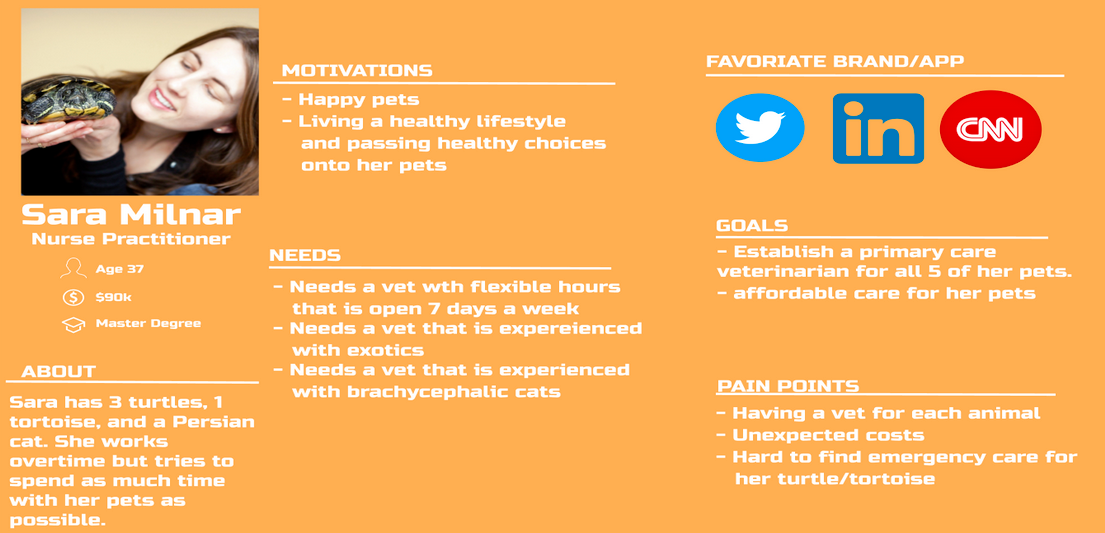 Sara Milnar
Nurse Practitioner
Age 37
$90k
Master Degree
ABOUT
Sara has 3 turtles, 1
tortoise, and a Persian
cat. She works
overtime but tries to
spend as much time
with her pets as
possible.
MOTIVATIONS
- Happy pets
- Living a healthy lifestyle
and passing healthy choices
onto her pets
NEEDS
- Needs a vet wth flexible hours
that is open 7 days a week
- Needs a vet that is expereienced
with exotics
- Needs a vet that is experienced
with brachycephalic cats
FAVORIATE BRAND/APP
in
CNN
GOALS
- Establish a primary care
veterinarian for all 5 of her pets.
- affordable care for her pets
PAIN POINTS
- Having a vet for each animal
- Unexpected costs
- Hard to find emergency care for
her turtle/tortoise